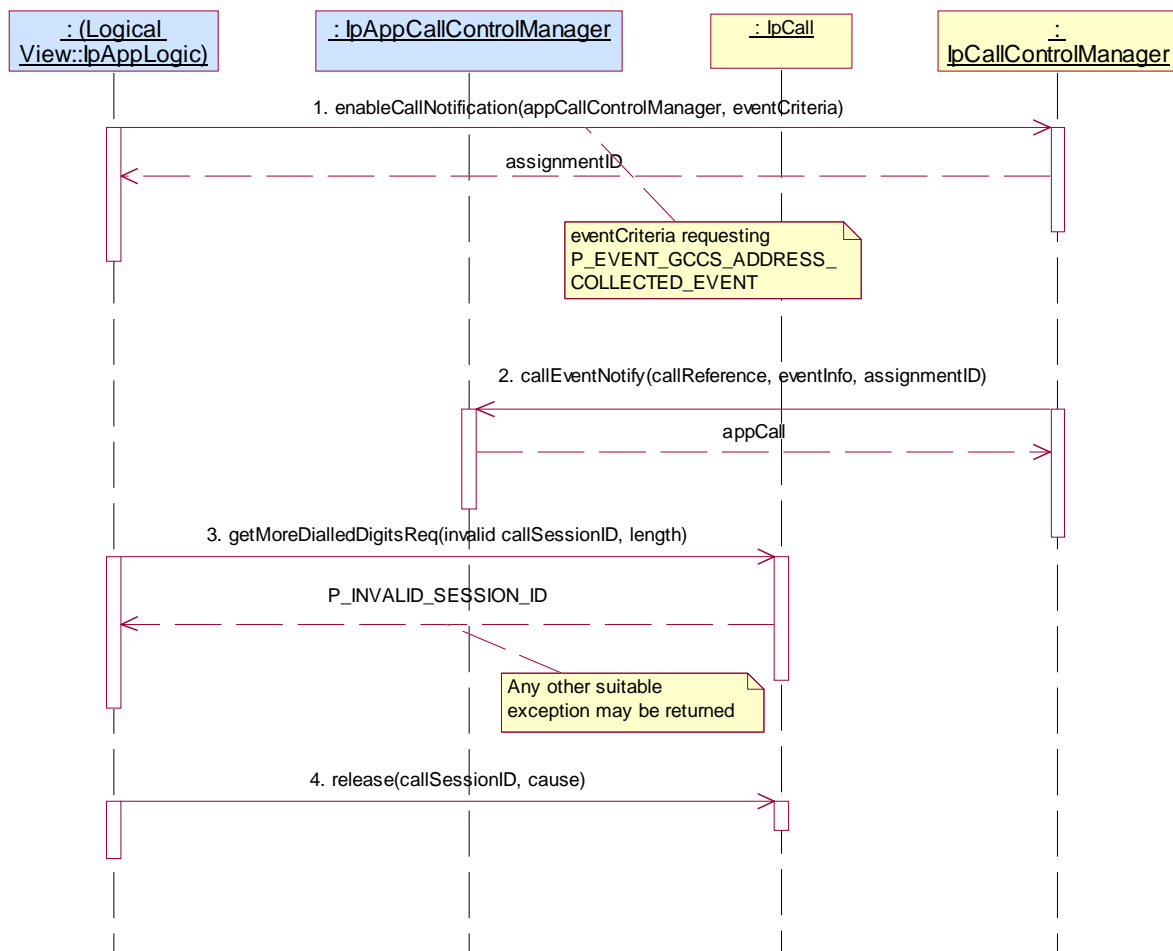 : (Logical
View::IpAppLogic)
: IpAppCallControlManager
: IpCall
:
IpCallControlManager
1. enableCallNotification(appCallControlManager, eventCriteria)
assignmentID
eventCriteria requesting
P_EVENT_GCCS_ADDRESS_
COLLECTED_EVENT
2. callEventNotify(callReference, eventInfo, assignmentID)
appCall
3. getMoreDialledDigitsReq(invalid callSessionID, length)
P_INVALID_SESSION_ID
Any other suitable
exception may be returned
4. release(callSessionID, cause)